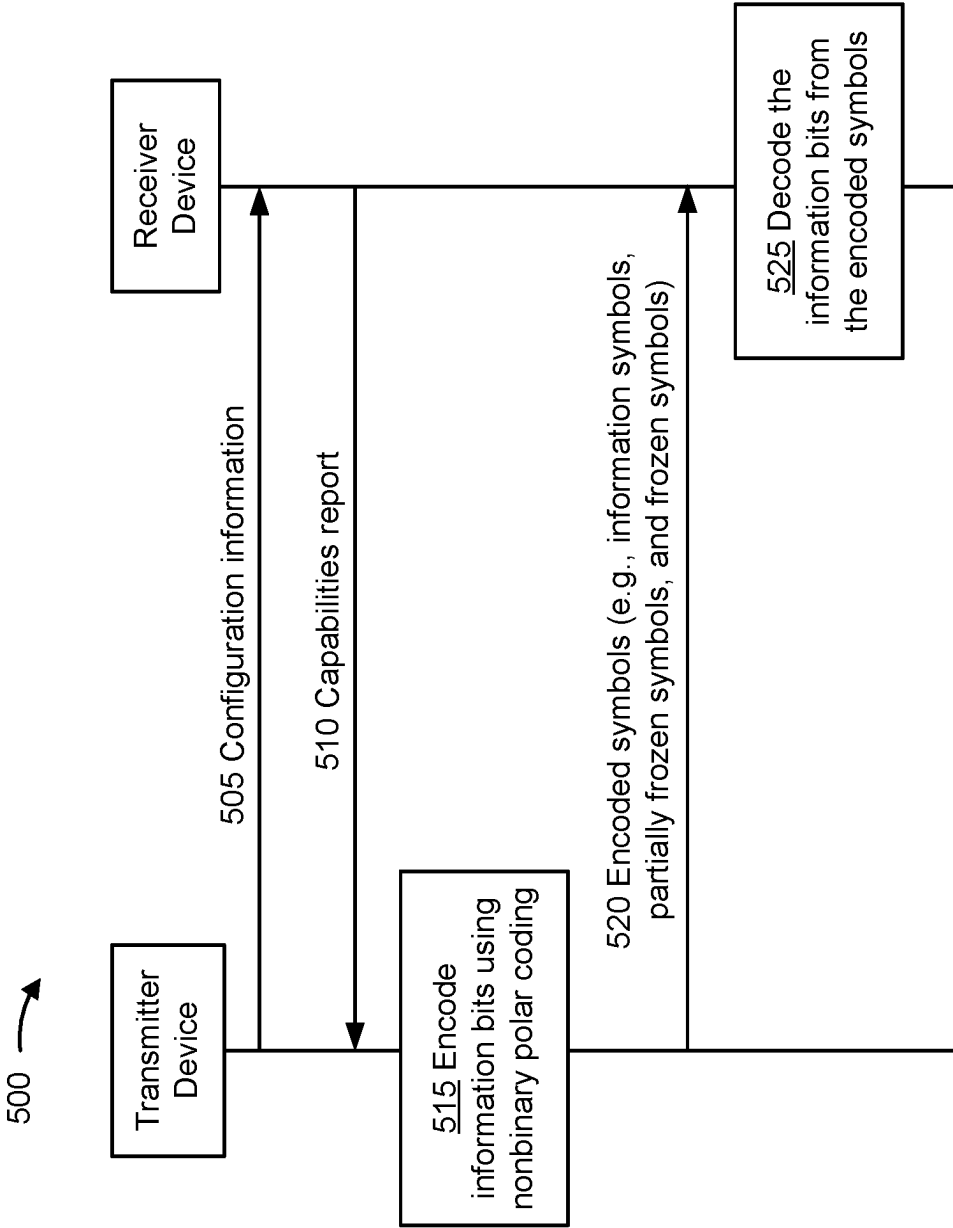 500
Transmitter
Device
Receiver
Device
505 Configuration information
510 Capabilities report
515 Encode
information bits using
nonbinary polar coding
520 Encoded symbols (e.g., information symbols,
partially frozen symbols, and frozen symbols)
525 Decode the
information bits from
the encoded symbols